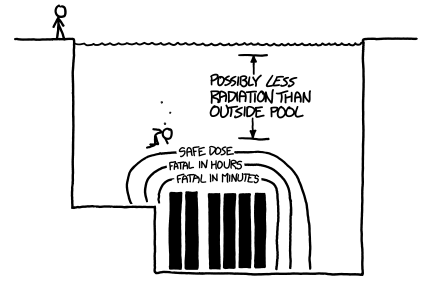 POSSIBLY LESS
RADIATION THAN
OUTSIDE POOL
SAFE DOSE
FATAL IN HOURS
FATAL IN MINUTES